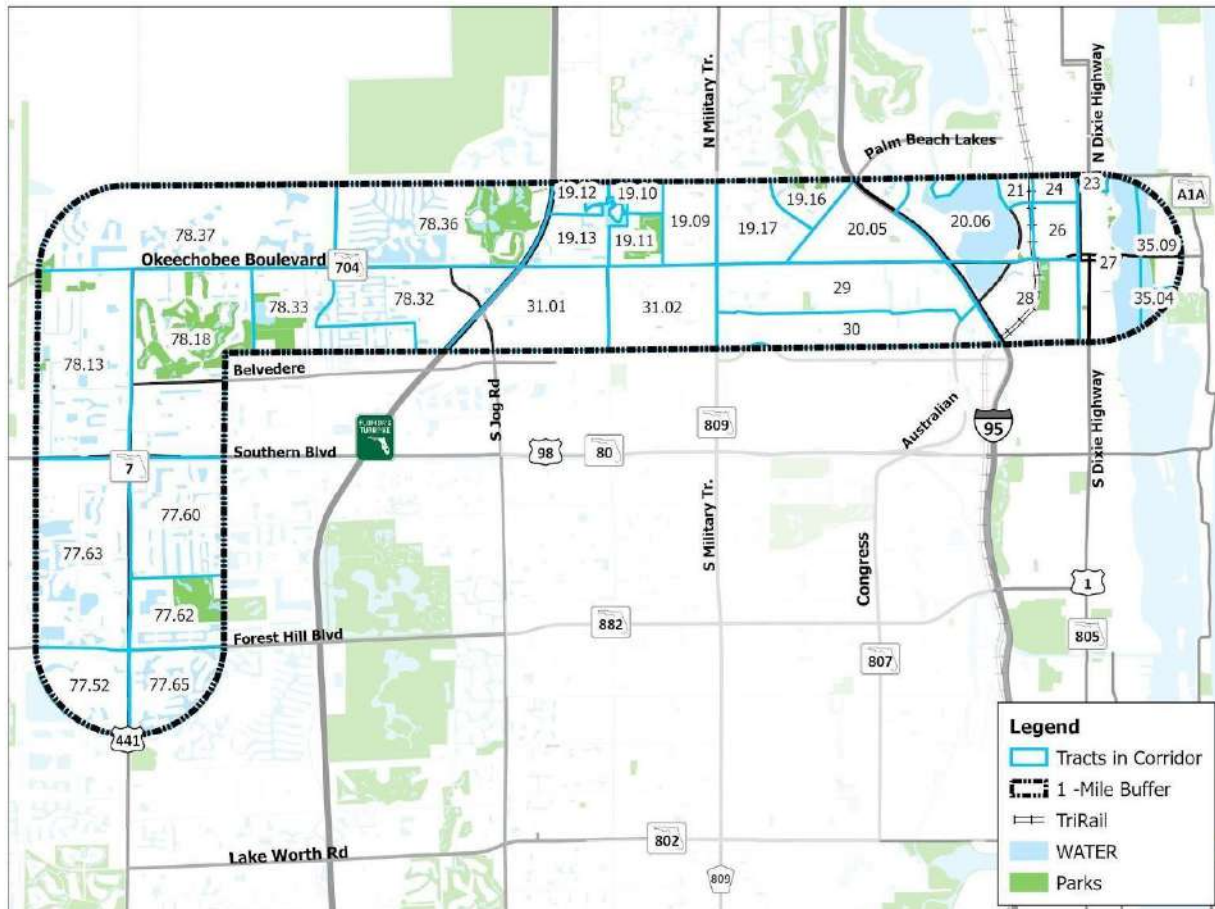 N Military Tr.
N Dixie Highway
Palm Beach Lakes
A1A
19.12
19.10
19.16
21
24
23
78.37
78.36
19.13
19.11
19.09
19.17
20.05
20.06
26
35.09
Okeechobee Boulevard
704
27
78.33
78.32
31.01
31.02
29
28
35.04
78.18
30
78.13
Belvedere
S Jog Rd
809
Australian
95
S Dixie Highway
FLORIDA'S
TURNPIKE
Southern Blvd
98
80
7
77.60
77.63
S Military Tr.
Congress
1
77.62
Forest Hill Blvd
882
805
807
77.52
77.65
441
Lake Worth Rd
802
809
Legend
Tracts in Corridor
1 -Mile Buffer
TriRail
WATER
Parks